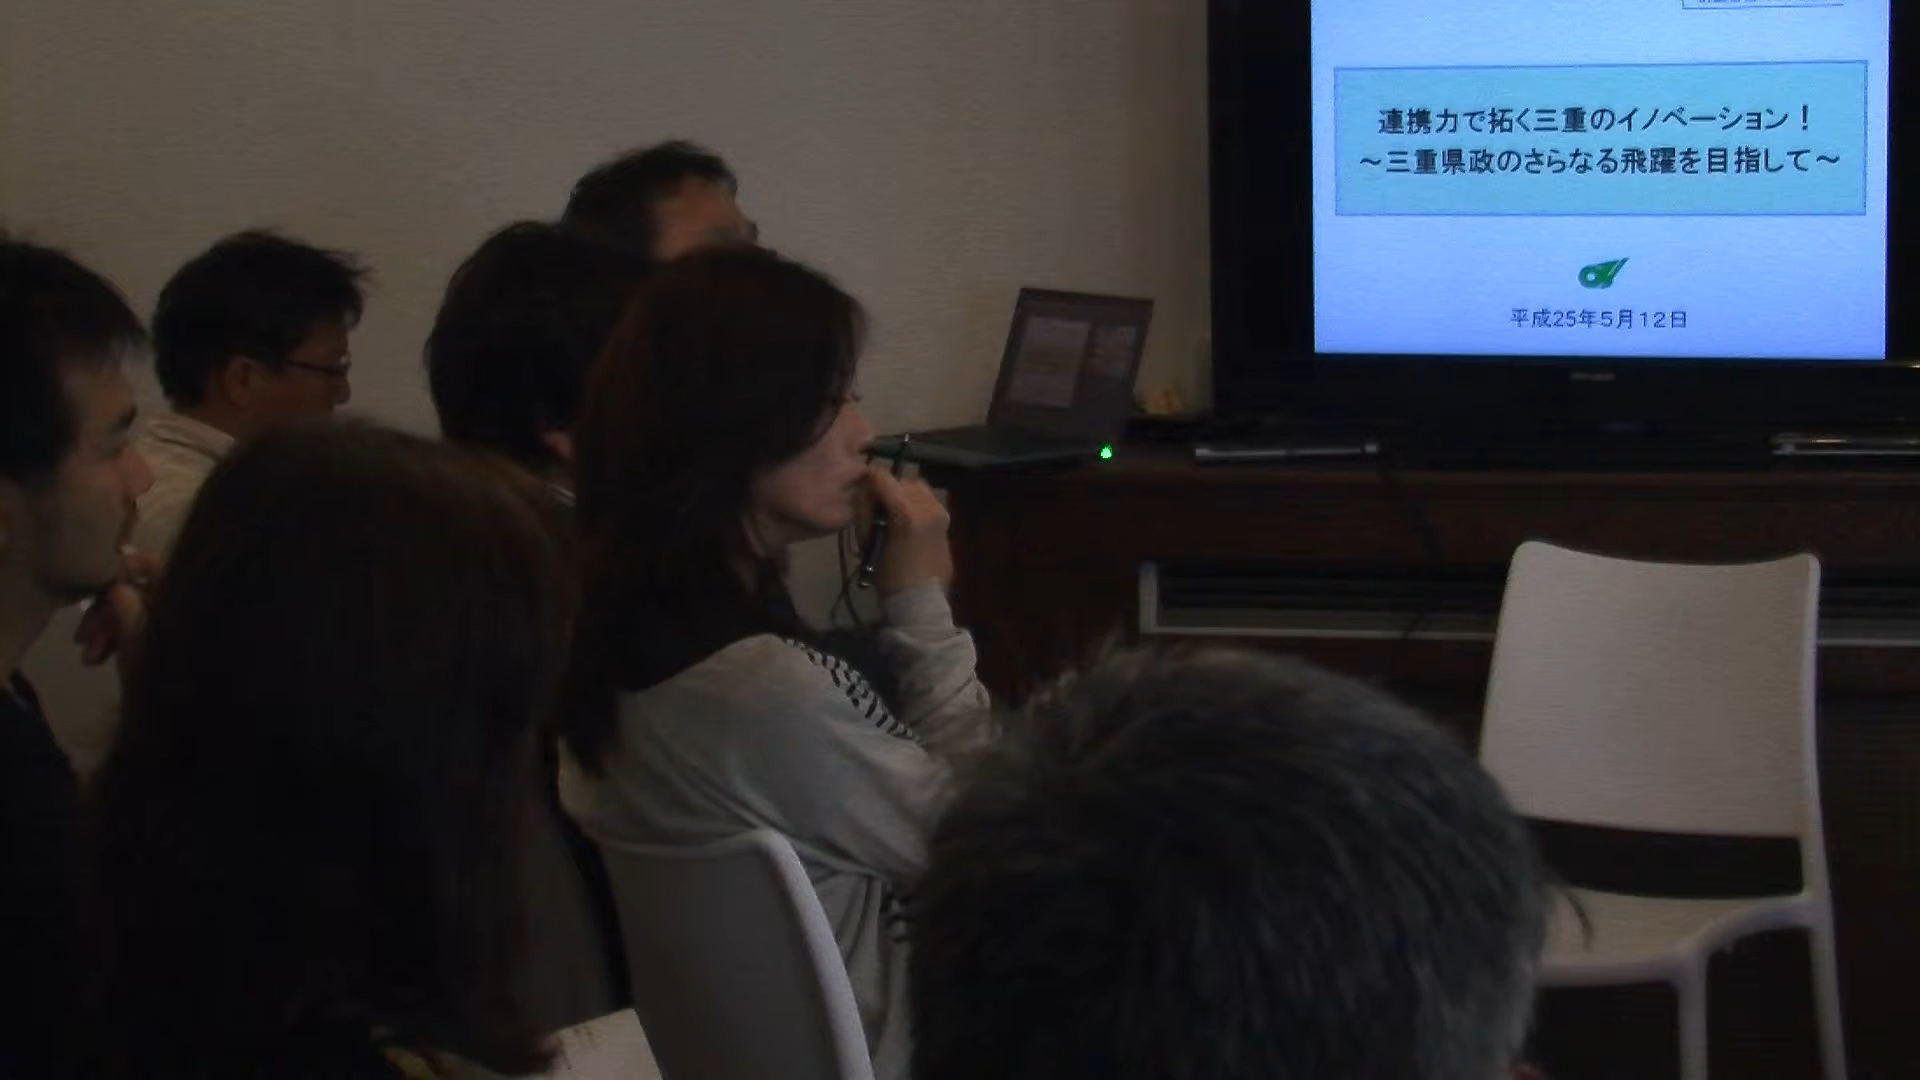 連携力で拓く三重のイノベーション！
～三重県政のさらなる飛躍を目指して～
平成25年5月12日